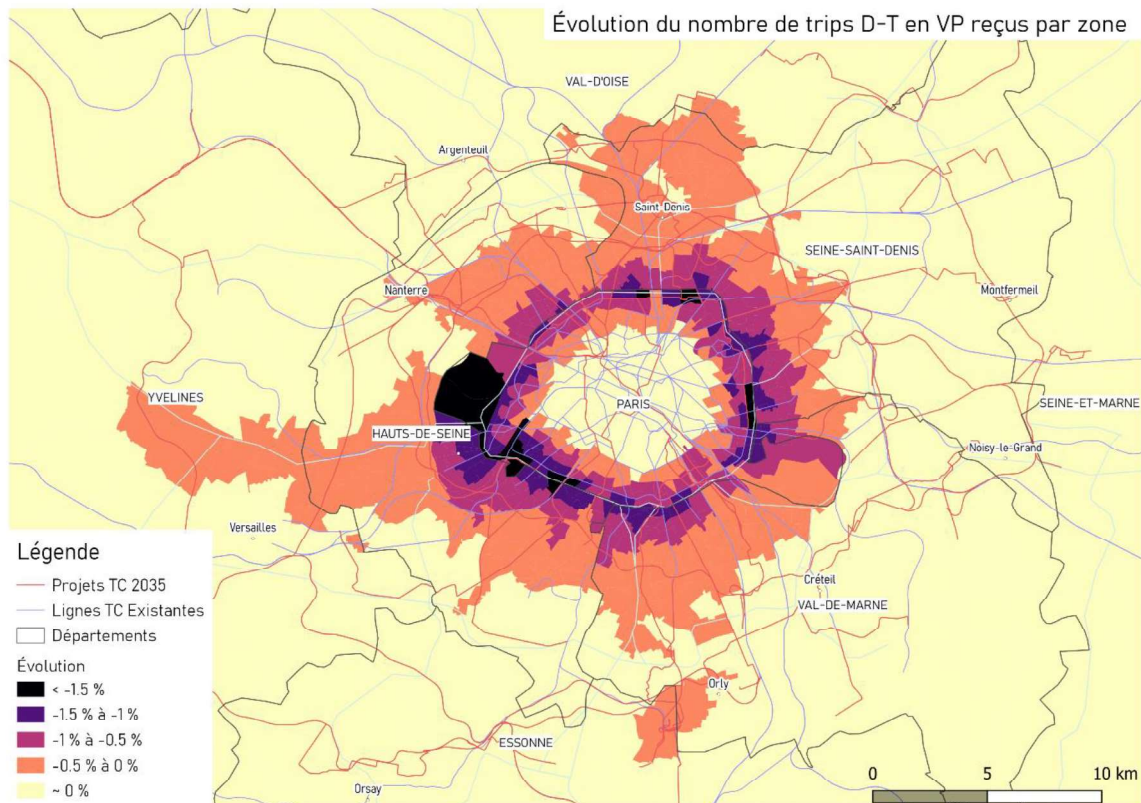 Évolution du nombre de trips D-T en VP reçus par zone
VAL-D'OISE
Argenteuil
Saint-Denis
SEINE-SAINT-DENIS
Nanterre
Montfermeil
YVELINES
PARIS
SEINE-ET-MARNE
HAUTS-DE-SEINE
Noisy-le-Grand
Versailles
Créteil
VAL-DE-MARNE
Orly
ESSONNE
Orsay
Légende
Projets TC 2035
Lignes TC Existantes
Départements
Évolution
< -1.5 %
-1.5 % à -1 %
-1 % à -0.5 %
-0.5 % à 0 %
~ 0 %
0 5 10 km